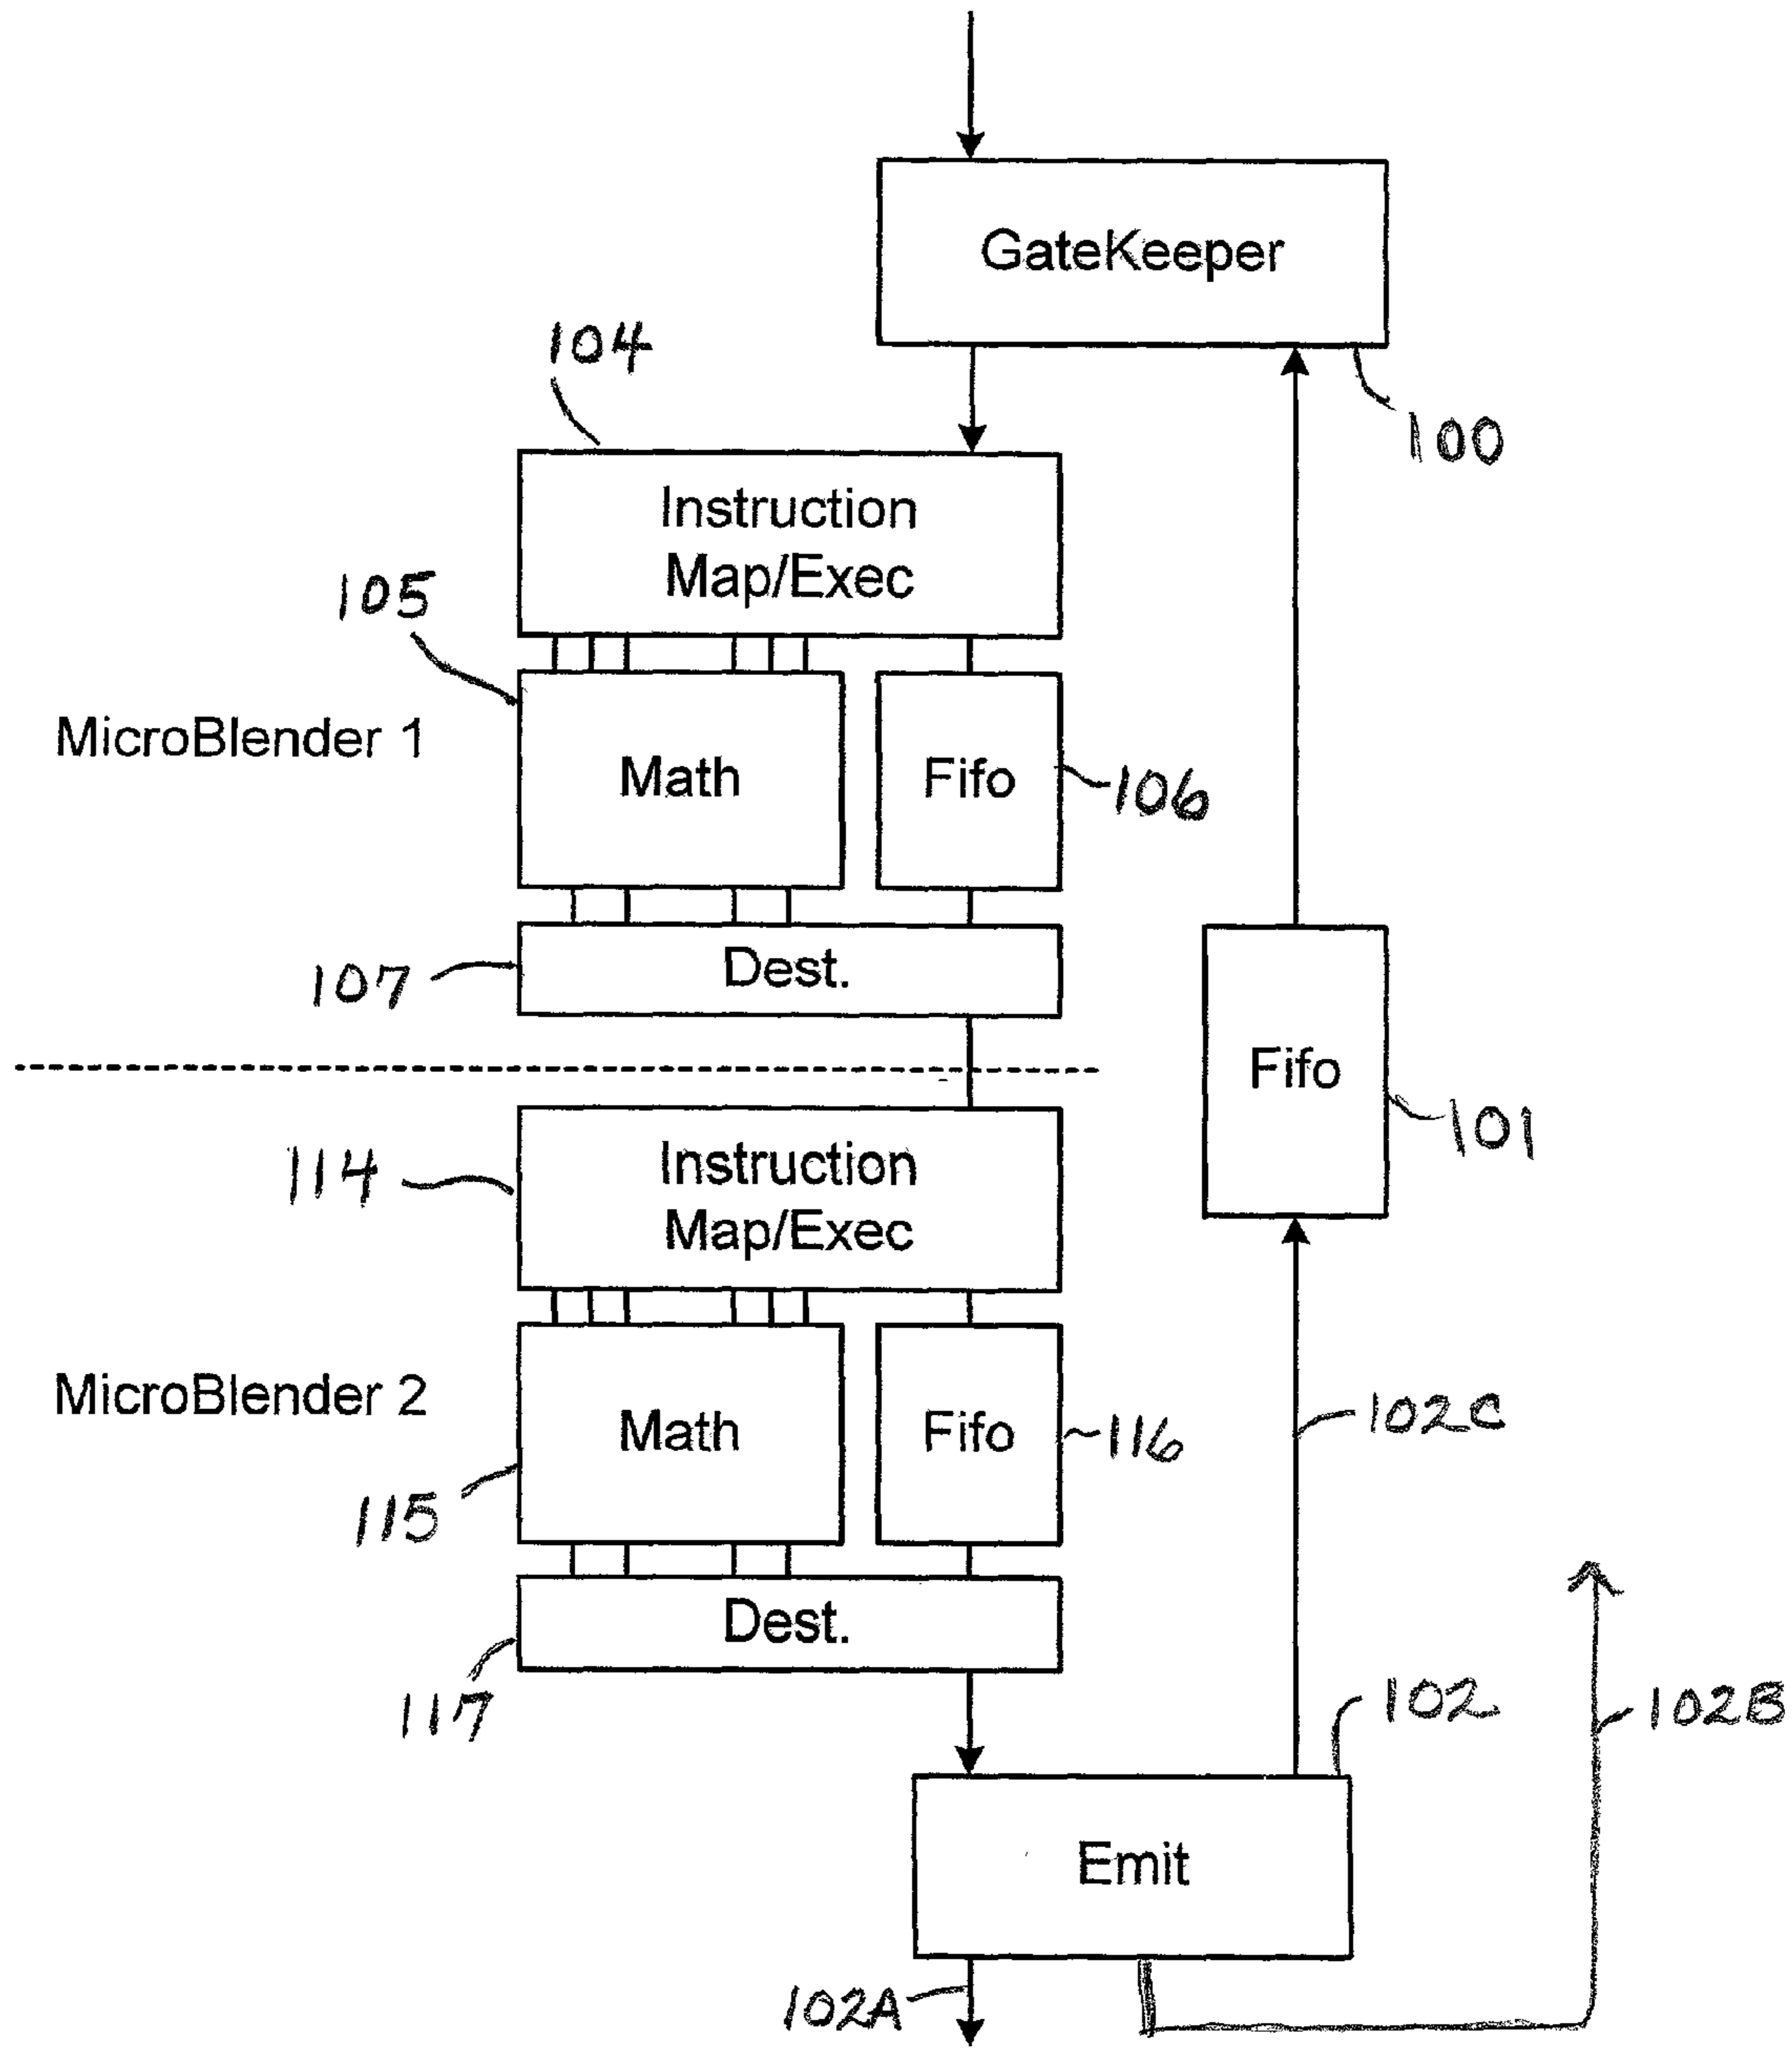 GateKeeper
104
100
Instruction
Map/Exec
105
MicroBlender 1
Math
Fifo
106
107
Dest.
Fifo
101
114
Instruction
Map/Exec
MicroBlender 2
Math
Fifo
116
102C
115
Dest.
117
102
102B
Emit
102A